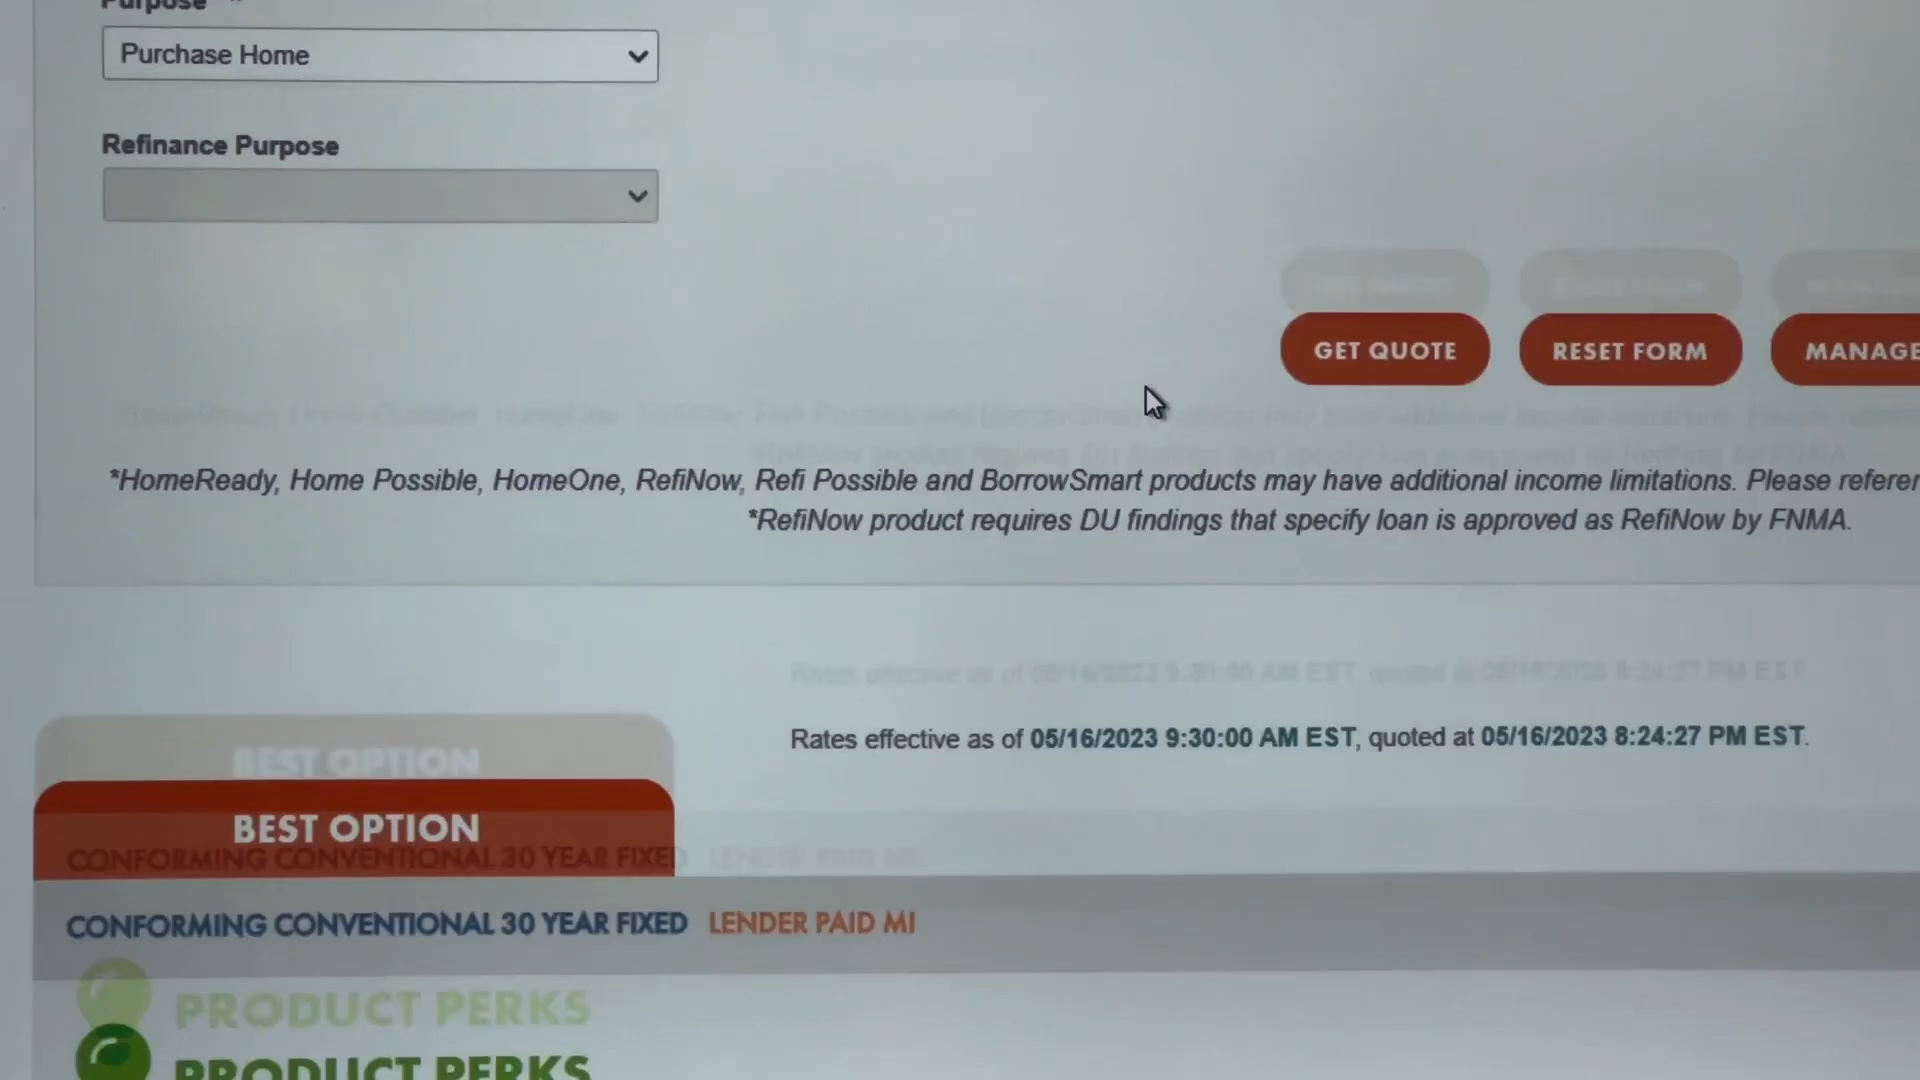 Purpose *
Purchase Home
Refinance Purpose
GET QUOTE RESET FORM MANAGE
*HomeReady, Home Possible, HomeOne, RefiNow, Refi Possible and BorrowSmart products may have additional income limitations. Please refer
*RefiNow product requires DU findings that specify loan is approved as RefiNow by FNMA.
Rates effective as of 05/16/2023 9:30:00 AM EST, quoted at 05/16/2023 8:24:27 PM EST.
BEST OPTION
CONFORMING CONVENTIONAL 30 YEAR FIXED LENDER PAID MI
PRODUCT PERKS